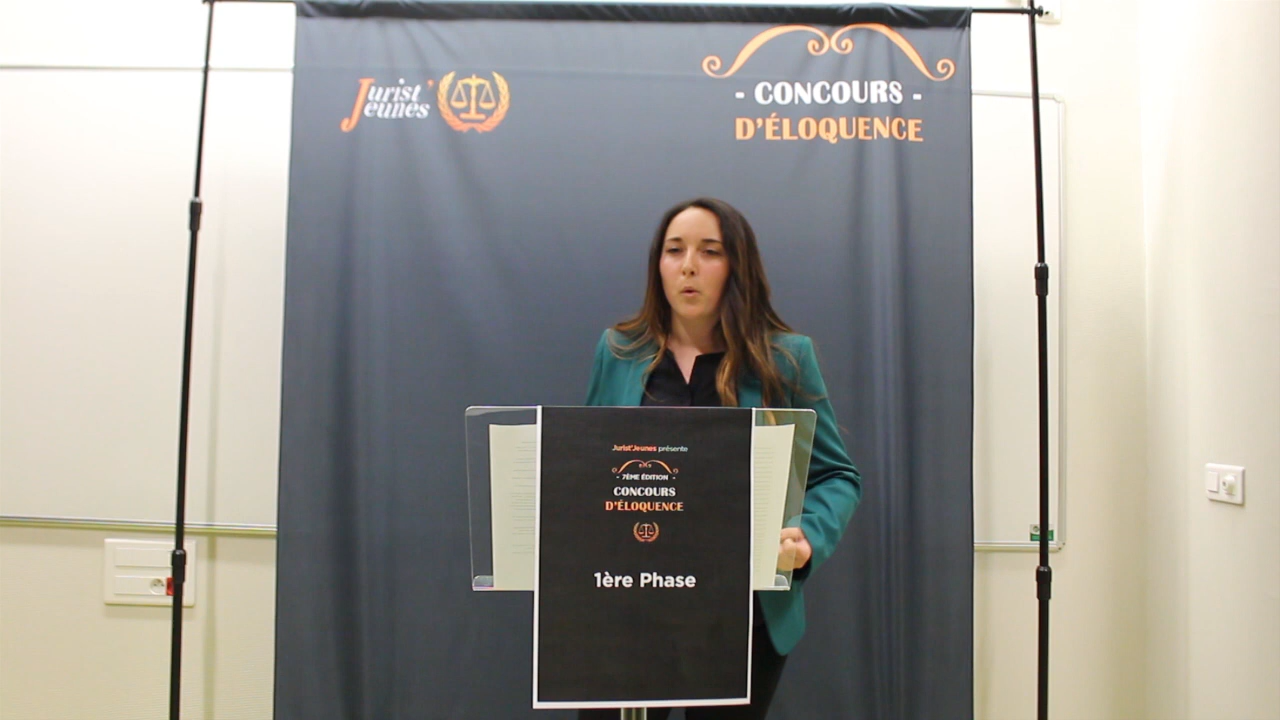 Jurist'
Jeunes
- CONCOURS -
D'ÉLOQUENCE
Jurist'Jeunes présente
- 7ÈME ÉDITION -
CONCOURS
D'ÉLOQUENCE
1ère Phase